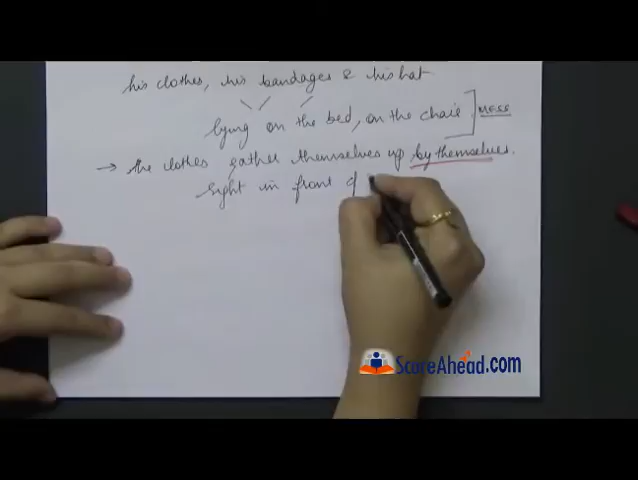 his clothes, his bandages & his hat
lying on the bed, on the chair] mess
→ the clothes gather themselves up by themselves.
right in front of
ScoreAhead.com